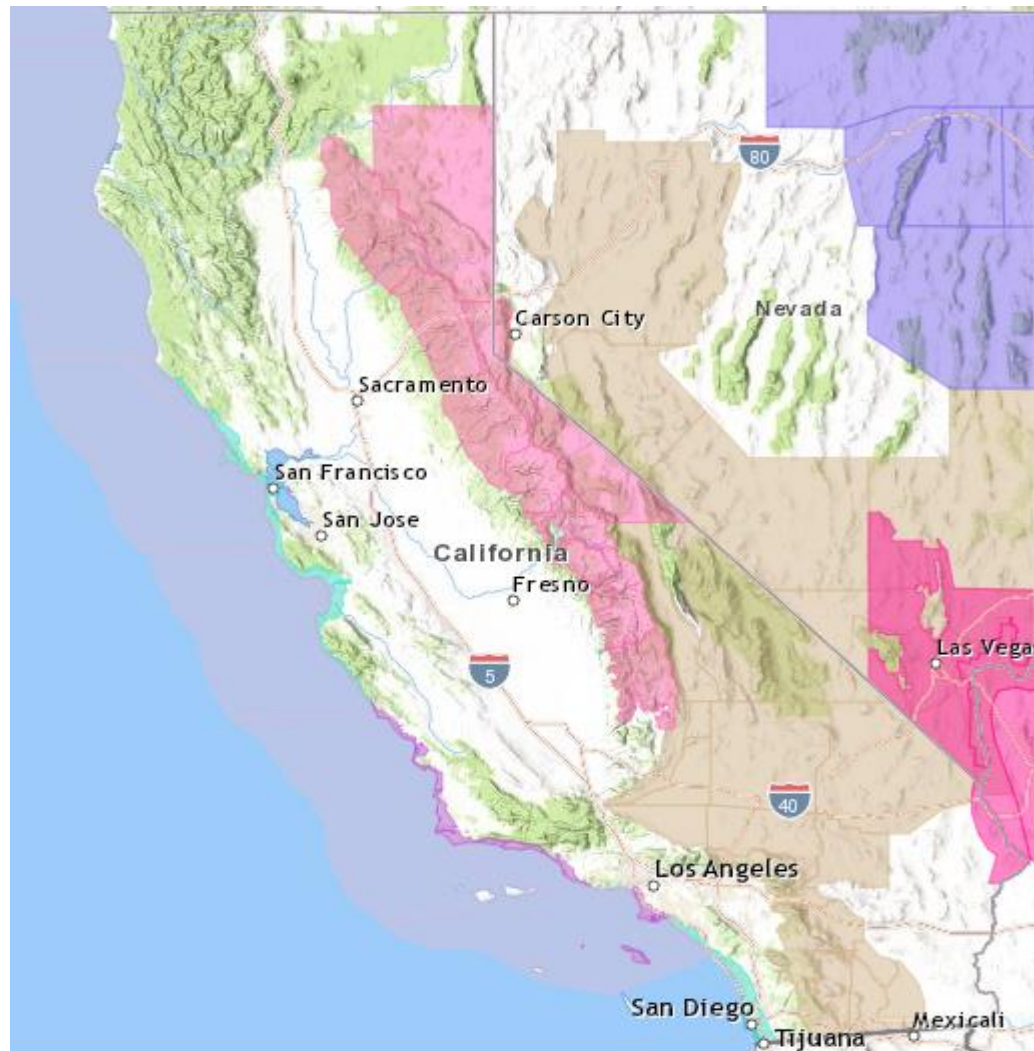 80
Nevada
Carson City
Sacramento
San Francisco
San Jose
California
Fresno
Las Vegas
5
40
Los Angeles
San Diego
Mexicali
Tijuana